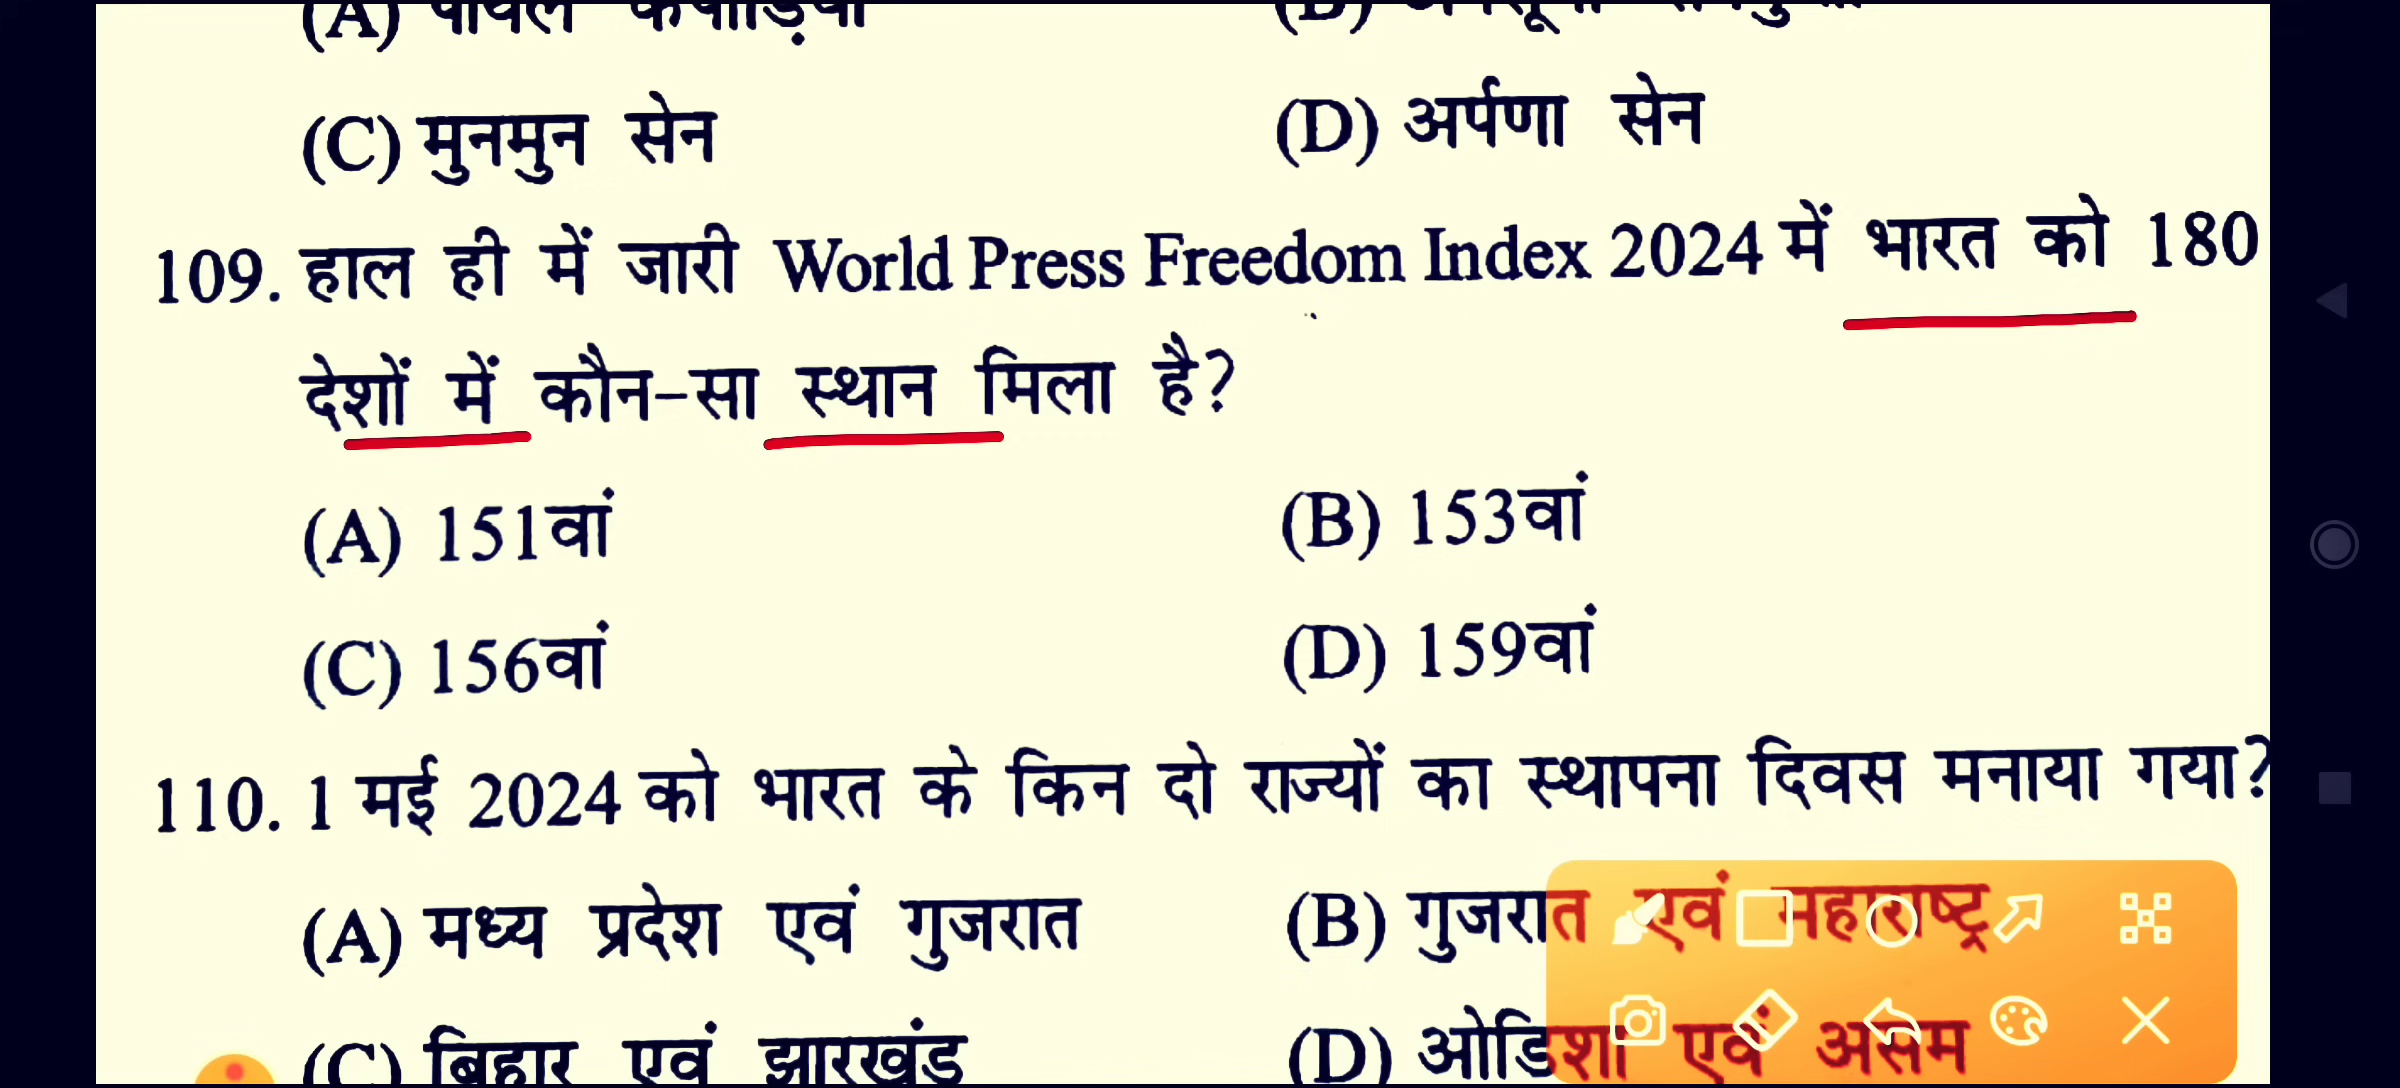 (C) मुनमुन सेन (D) अर्पणा सेन
109. हाल ही में जारी World Press Freedom Index 2024 में भारत को 180
देशों में कौन-सा स्थान मिला है?
(A) 151वां (B) 153वां
(C) 156वां (D) 159वां
110. 1 मई 2024 को भारत के किन दो राज्यों का स्थापना दिवस मनाया गया?
(A) मध्य प्रदेश एवं गुजरात (B) गुजरात एवं महाराष्ट्र
(C) बिहार एवं झारखंड (D) ओडिशा एवं असम